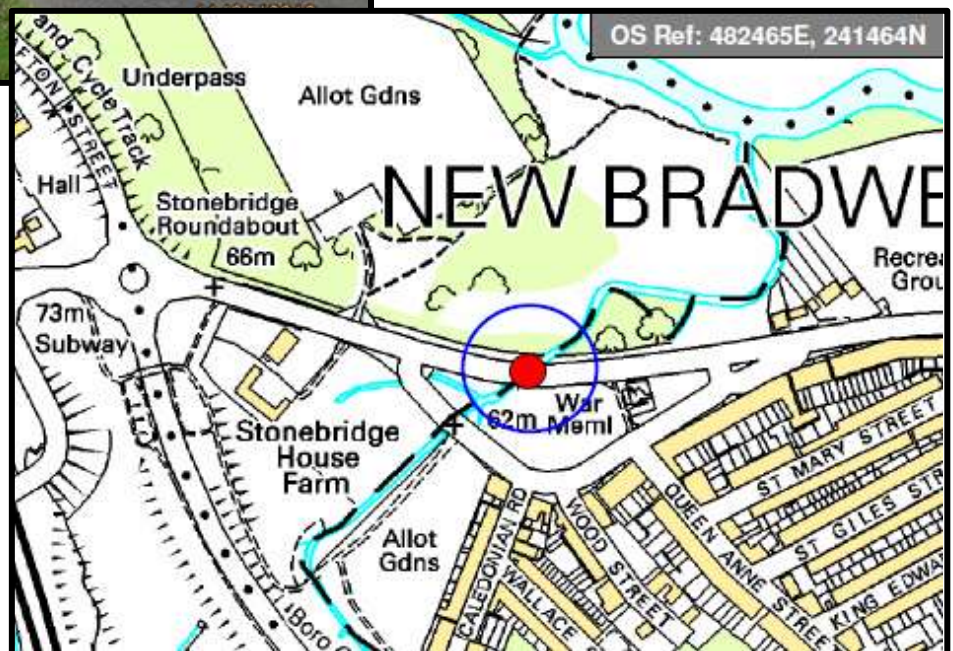 OS Ref: 482465E, 241464N
and Cycle Track
STREET
Underpass
Allot Gdns
Hall
Stonebridge
Roundabout
66m
NEW BRADWE
Recrea
Grou
73m
Subway
Stonebridge
House
Farm
62m
War
Meml
Allot
Gdns
CALEDONIAN RD
WOOD STREET
WALLACE
QUEEN ANNE STREE
ST MARY STREET
ST GILES STR
KING EDWA
Boro